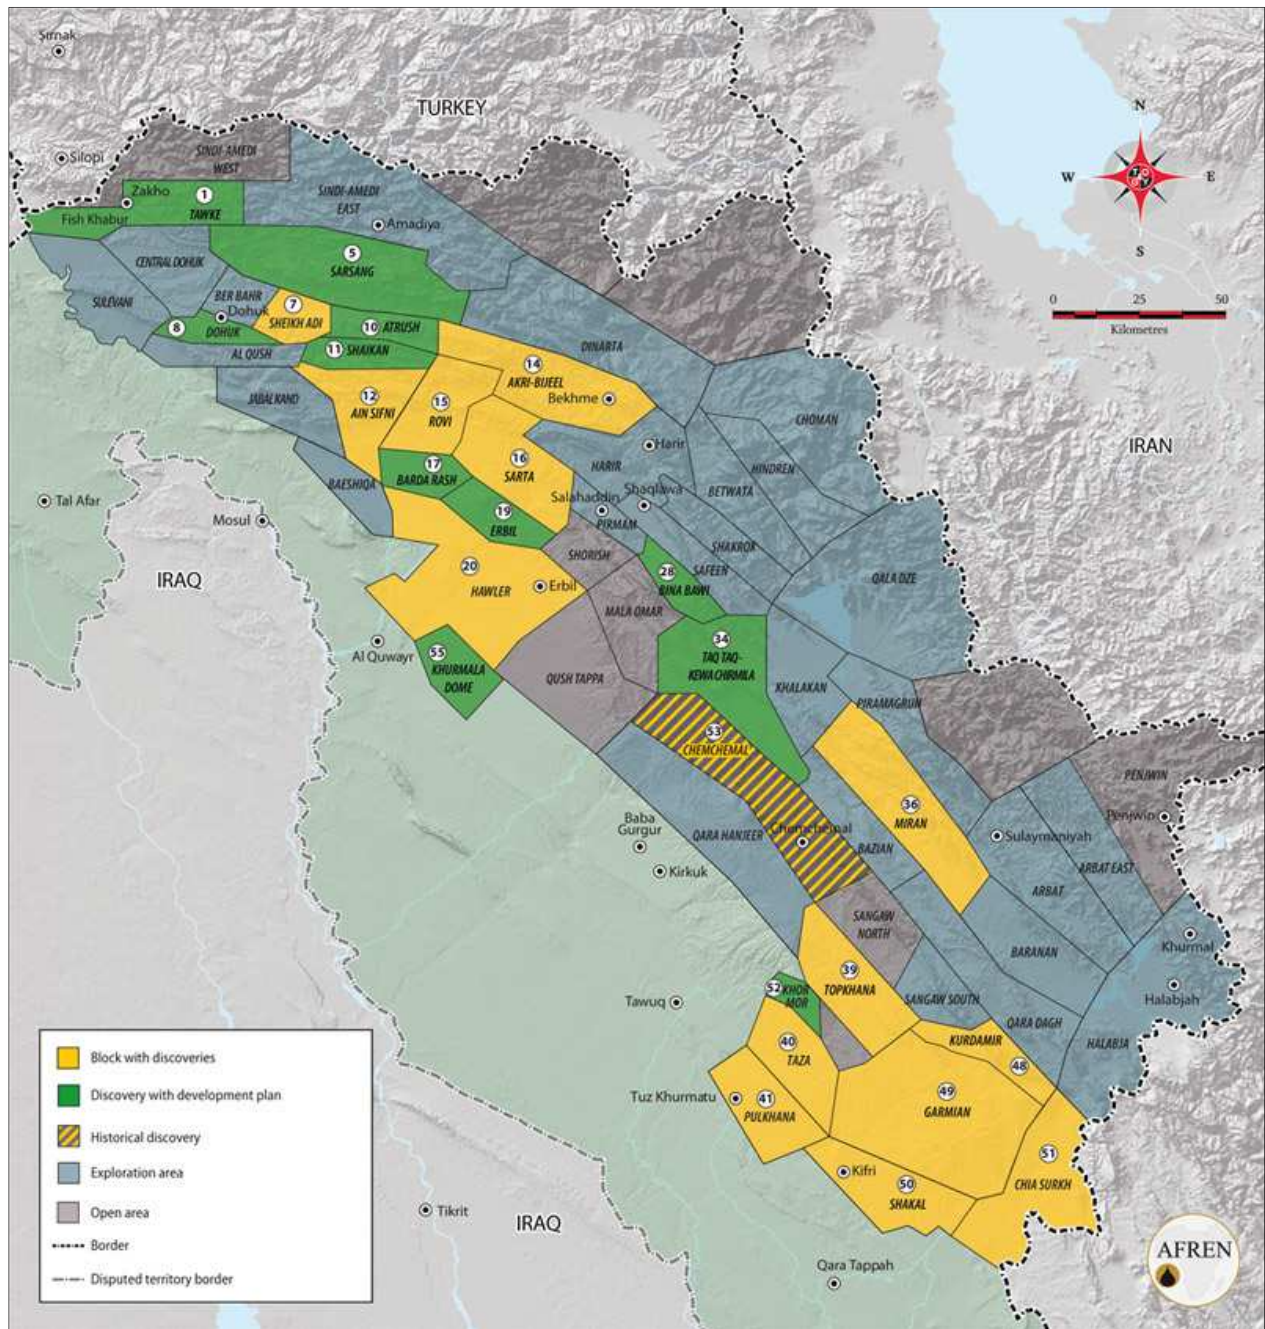 Sirnak
TURKEY
N
W
E
S
Silopi
SINDI-AMEDI
WEST
Zakho
1
TAWKE
Fish Khabur
SINDI-AMEDI
EAST
Amadiya
5
SARSANG
CENTRAL DOHUK
SULEVANI
BER BAHR
Dohuk
7
SHEIKH ADI
8
DOHUK
10
ATRUSH
11
SHAIKAN
AL QUSH
0
25
50
Kilometres
DINARTA
14
AKRI-BIJEEL
Bekhme
12
AIN SIFNI
15
ROVI
JABAL KAND
CHOMAN
IRAN
Harir
HARIR
HINDREN
BETWATA
16
SARTA
17
BARDA RASH
BAESHIQA
Tal Afar
Mosul
Salahaddin
Shaqlawa
PIRMAM
19
ERBIL
SHAKROK
SAFEEN
SHORISH
IRAQ
20
HAWLER
Erbil
28
BINA BAWI
QALA DZE
MALA OMAR
34
TAQ TAQ-
KEWA CHIRMILA
Al Quwayr
55
KHURMALA
DOME
QUSH TAPPA
KHALAKAN
PIRAMAGRUN
53
CHEMCHEMAL
PENJWIN
Penjwin
36
MIRAN
Baba
Gurgur
QARA HANJEER
Chemchemal
BAZIAN
Sulaymaniyah
Kirkuk
ARBAT EAST
ARBAT
SANGAW
NORTH
Khurmal
BARANAN
39
TOPKHANA
52
KHOR
MOR
Tawuq
SANGAW SOUTH
Halabjah
QARA DAGH
HALABJA
40
TAZA
KURDAMIR
48
Tuz Khurmatu
41
PULKHANA
49
GARMIAN
51
CHIA SURKH
Kifri
50
SHAKAL
Tikrit
IRAQ
Qara Tappah
AFREN
Block with discoveries
Discovery with development plan
Historical discovery
Exploration area
Open area
Border
Disputed territory border